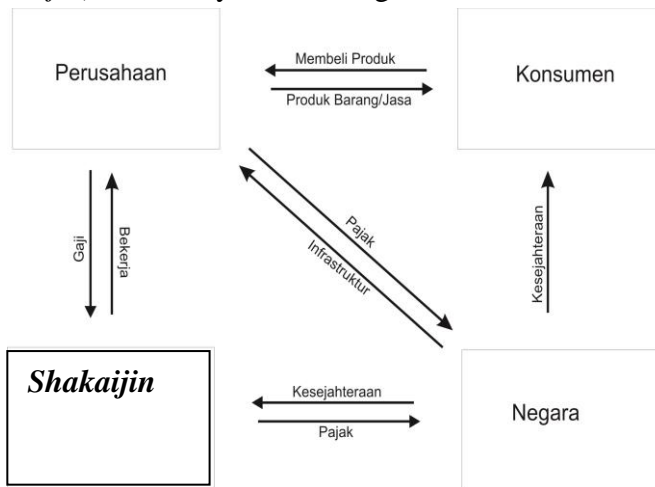 Perusahaan
Membeli Produk
Produk Barang/Jasa
Konsumen
Gaji
Bekerja
Pajak
Infrastruktur
Kesejahteraan
Shakaijin
Kesejahteraan
Pajak
Negara